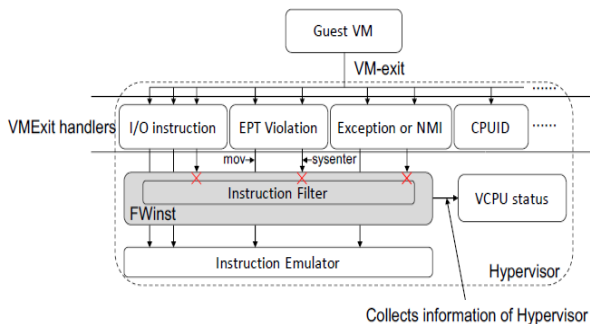 Guest VM
VM-exit
......
VMExit handlers
I/O instruction
EPT Violation
Exception or NMI
CPUID
......
mov
sysenter
Instruction Filter
FWinst
VCPU status
Instruction Emulator
Hypervisor
Collects information of Hypervisor